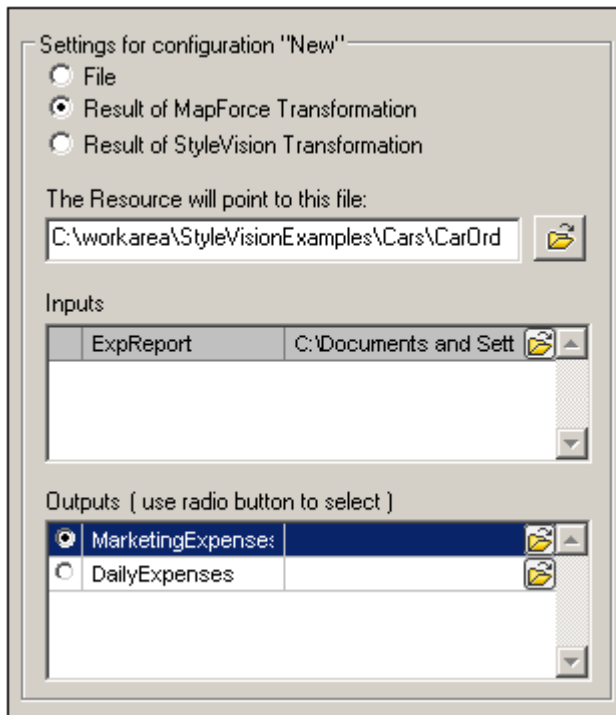 Settings for configuration "New"
File
Result of MapForce Transformation
Result of StyleVision Transformation
The Resource will point to this file:
C:\workarea\StyleVisionExamples\Cars\CarOrd
Inputs
ExpReport C:\Documents and Sett
Outputs ( use radio button to select )
MarketingExpenses
DailyExpenses